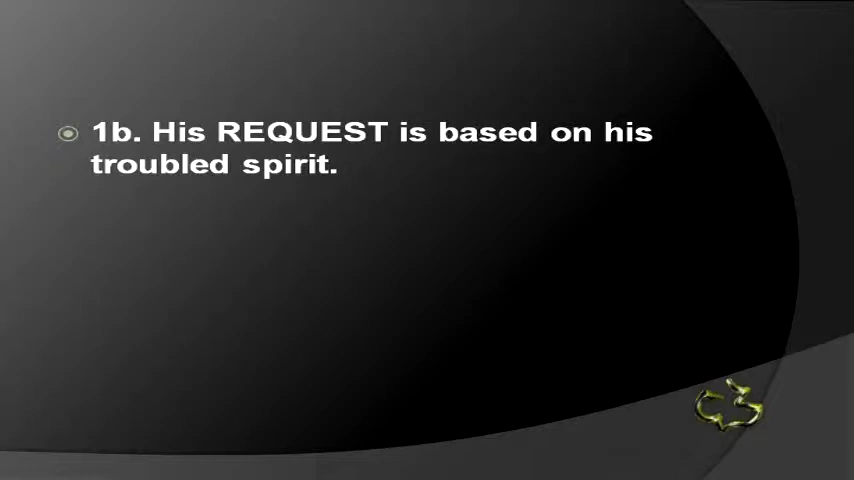 1b. His REQUEST is based on his
troubled spirit.